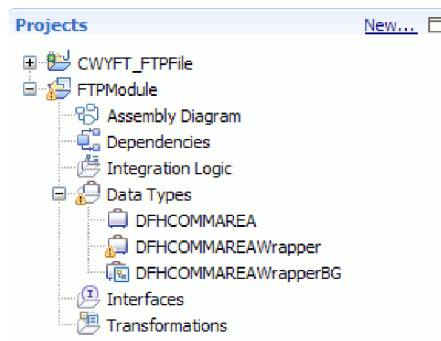 Projects New...
CWYFT_FTPFile
FTPModule
Assembly Diagram
Dependencies
Integration Logic
Data Types
DFHCOMMAREA
DFHCOMMAREAWrapper
DFHCOMMAREAWrapperBG
Interfaces
Transformations